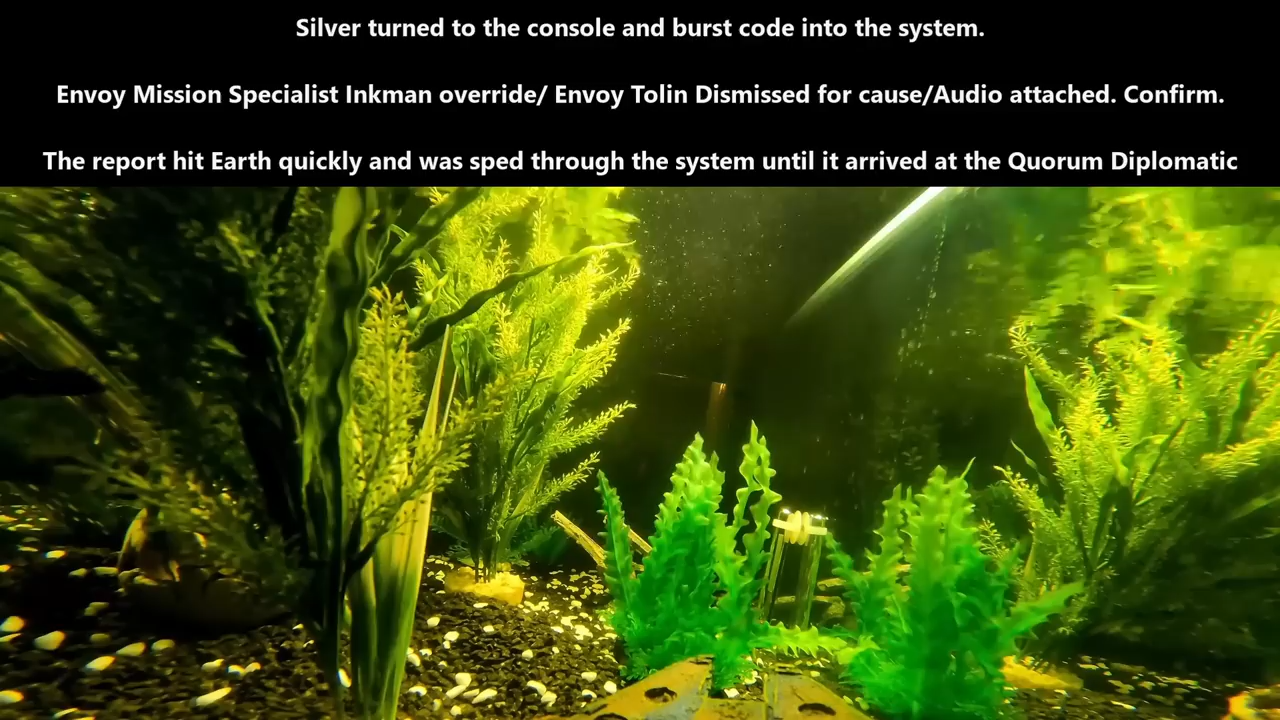 Silver turned to the console and burst code into the system.
Envoy Mission Specialist Inkman override/ Envoy Tolin Dismissed for cause/Audio attached. Confirm.
The report hit Earth quickly and was sped through the system until it arrived at the Quorum Diplomatic